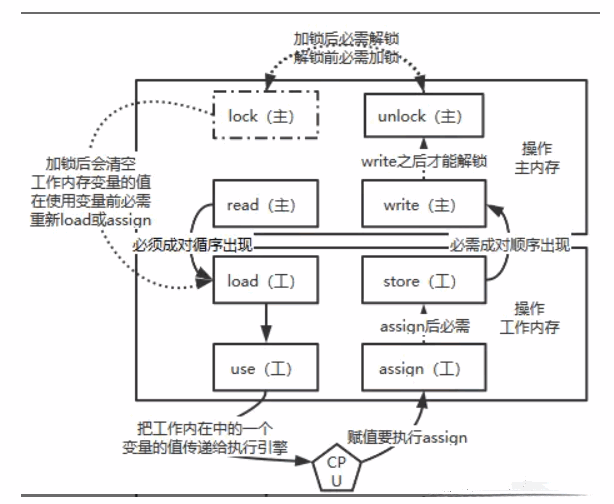 加锁后必需解锁
解锁前必需加锁
lock（主）
unlock（主）
操作
主内存
write之后才能解锁
加锁后会清空
工作内存变量的值
在使用变量前必需
重新load或assign
read（主）
write（主）
必须成对循序出现
必需成对顺序出现
load（工）
store（工）
操作
工作内存
assign后必需
use（工）
assign（工）
把工作内在中的一个
变量的值传递给执行引擎
赋值要执行assign
CP
U